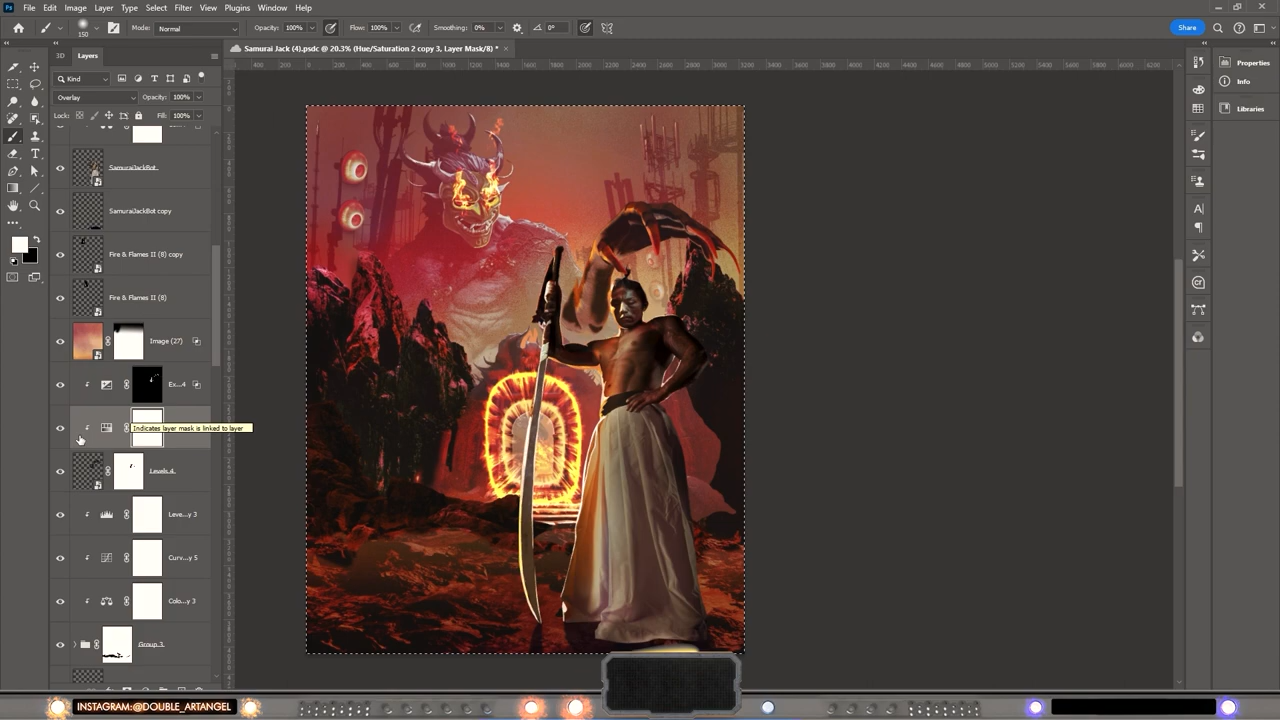 File Edit Image Layer Type Select Filter View Plugins Window Help
150 Mode: Normal Opacity: 100% Flow: 100% Smoothing: 0% 0° Share
3D Layers
Samurai Jack (4).psdc @ 20.3% (Hue/Saturation 2 copy 3, Layer Mask/8) *
Kind
Overlay Opacity: 100%
Lock: Fill: 100%
Properties
Info
Libraries
SamuraiJackBot
SamuraiJackBot copy
Fire & Flames II (8) copy
Fire & Flames II (8)
Image (27)
Ex...4
Indicates layer mask is linked to layer
Levels 4
Leve...y 3
Curv...y 5
Colo...y 3
Group 3
INSTAGRAM:@DOUBLE_ARTANGEL